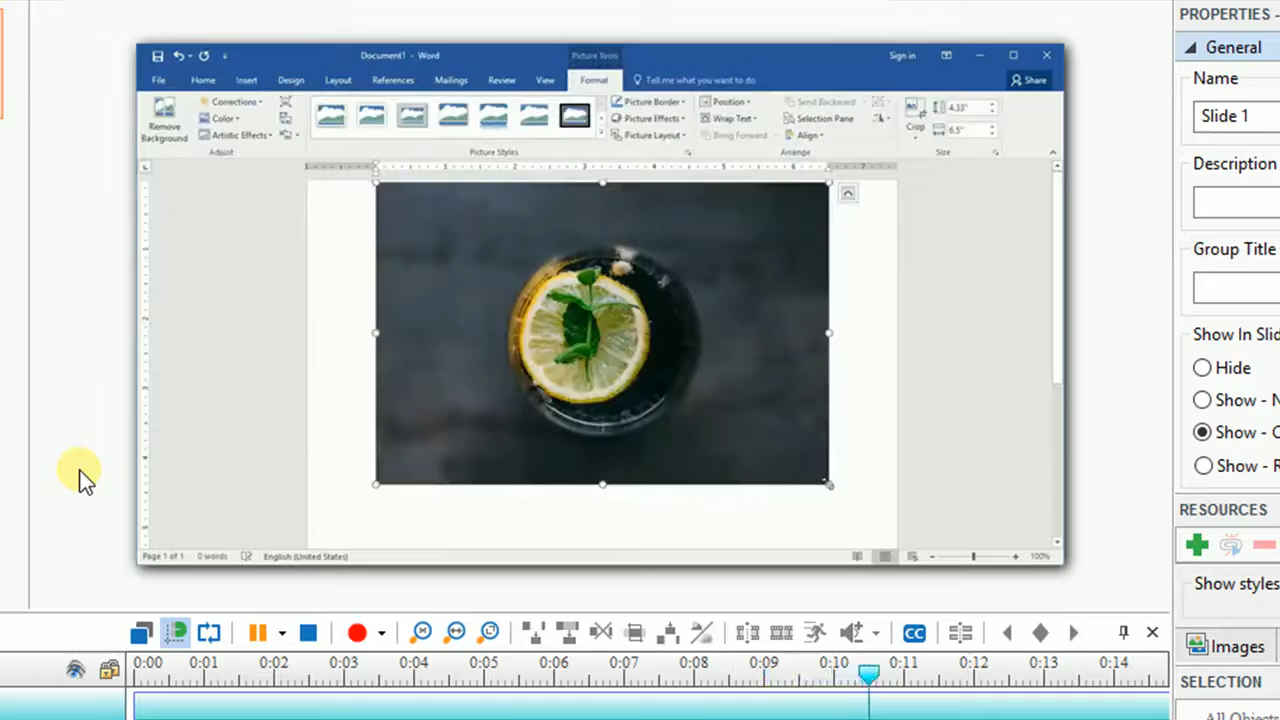 PROPERTIES -
General
Name
Slide 1
Description
Group Title
Show In Slid
Hide
Show - N
Show - C
Show - R
RESOURCES
Show styles
Images
SELECTION
All Objects
Document1 - Word
Picture Tools
Sign in
File Home Insert Design Layout References Mailings Review View Format Tell me what you want to do Share
Remove Background
Corrections
Color
Artistic Effects
Adjust
Picture Styles
Picture Border
Picture Effects
Picture Layout
Position
Wrap Text
Bring Forward
Send Backward
Selection Pane
Align
Arrange
Crop
4.33"
6.5"
Size
Page 1 of 1 0 words English (United States) 100%
CC
0:00 0:01 0:02 0:03 0:04 0:05 0:06 0:07 0:08 0:09 0:10 0:11 0:12 0:13 0:14